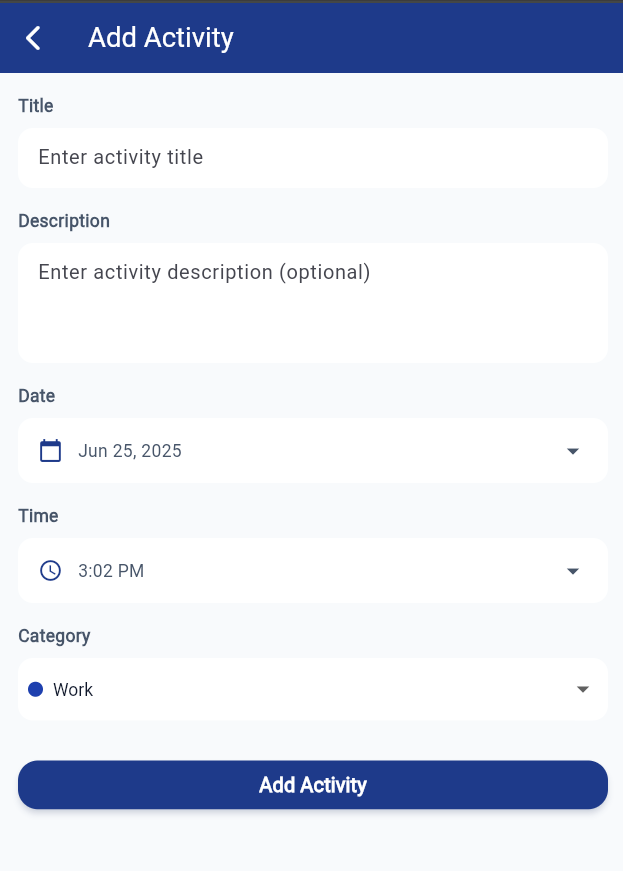 Add Activity
Title
Enter activity title
Description
Enter activity description (optional)
Date
Jun 25, 2025
Time
3:02 PM
Category
Work
Add Activity